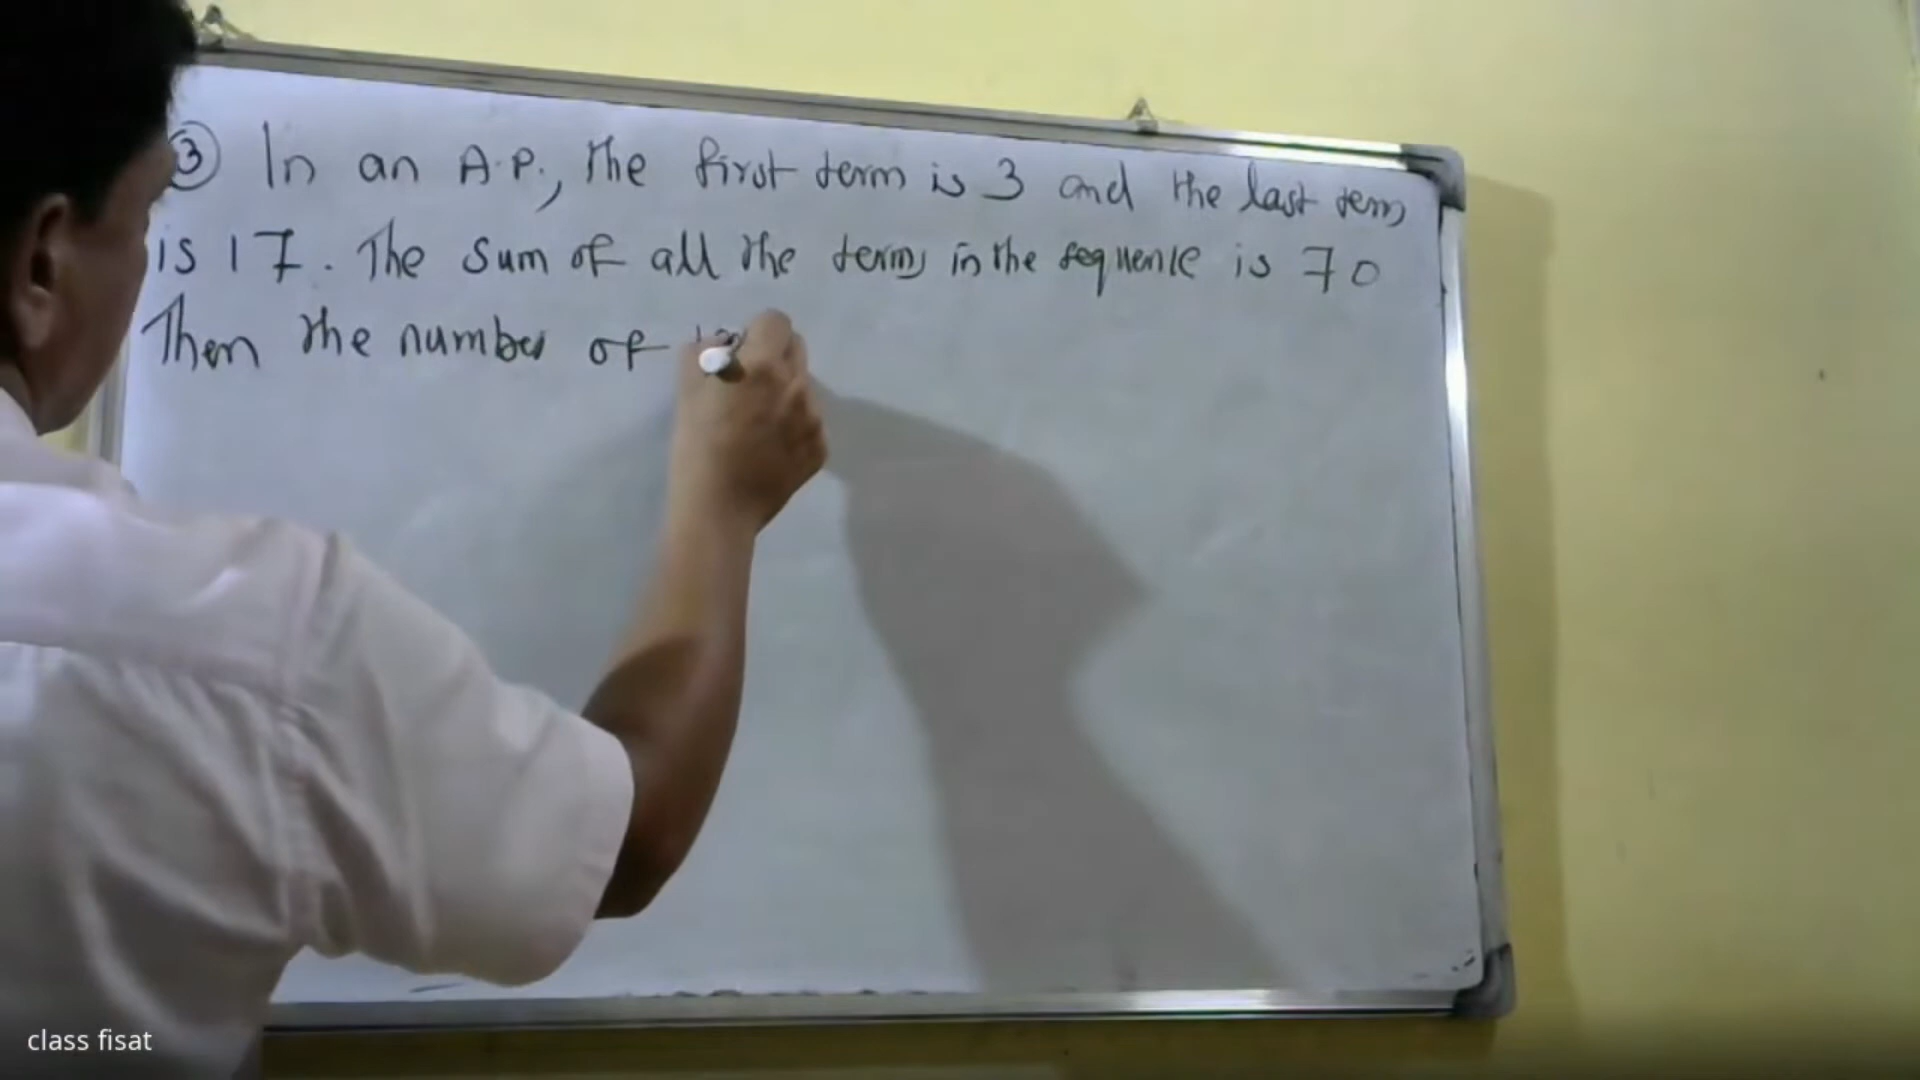 ③ In an A.P., the first term is 3 and the last term
is 17. The sum of all the terms in the sequence is 70
Then the number of
class fisat